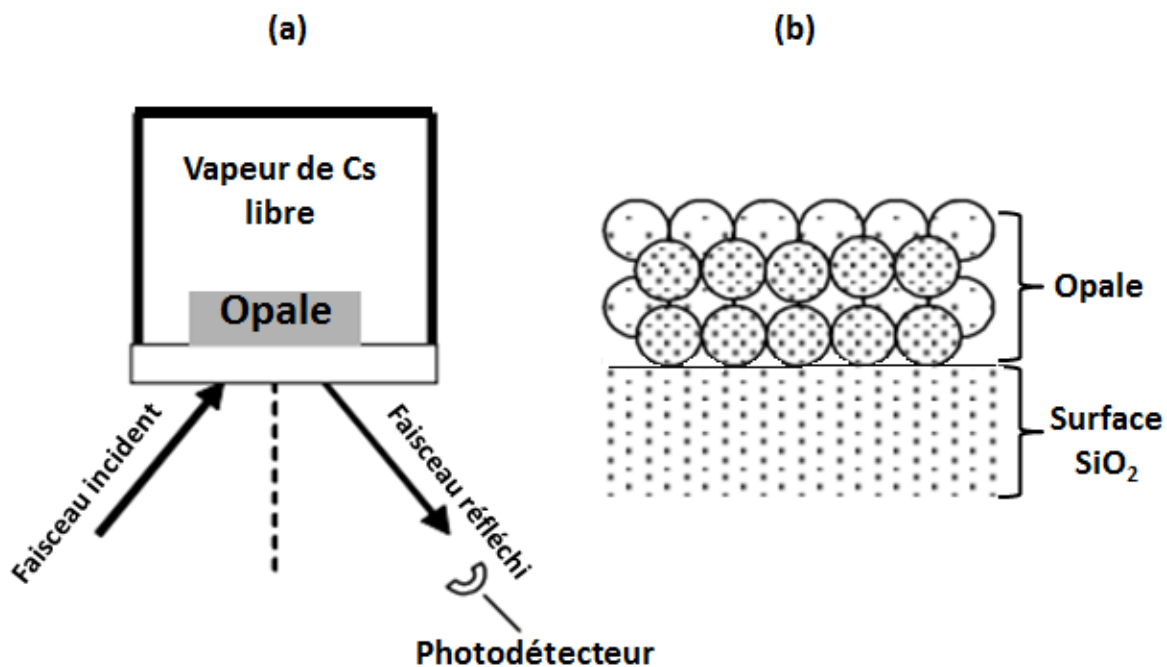 (a)
Vapeur de Cs
libre
Opale
Faisceau incident
Faisceau réfléchi
Photodétecteur
(b)
Opale
Surface
SiO₂